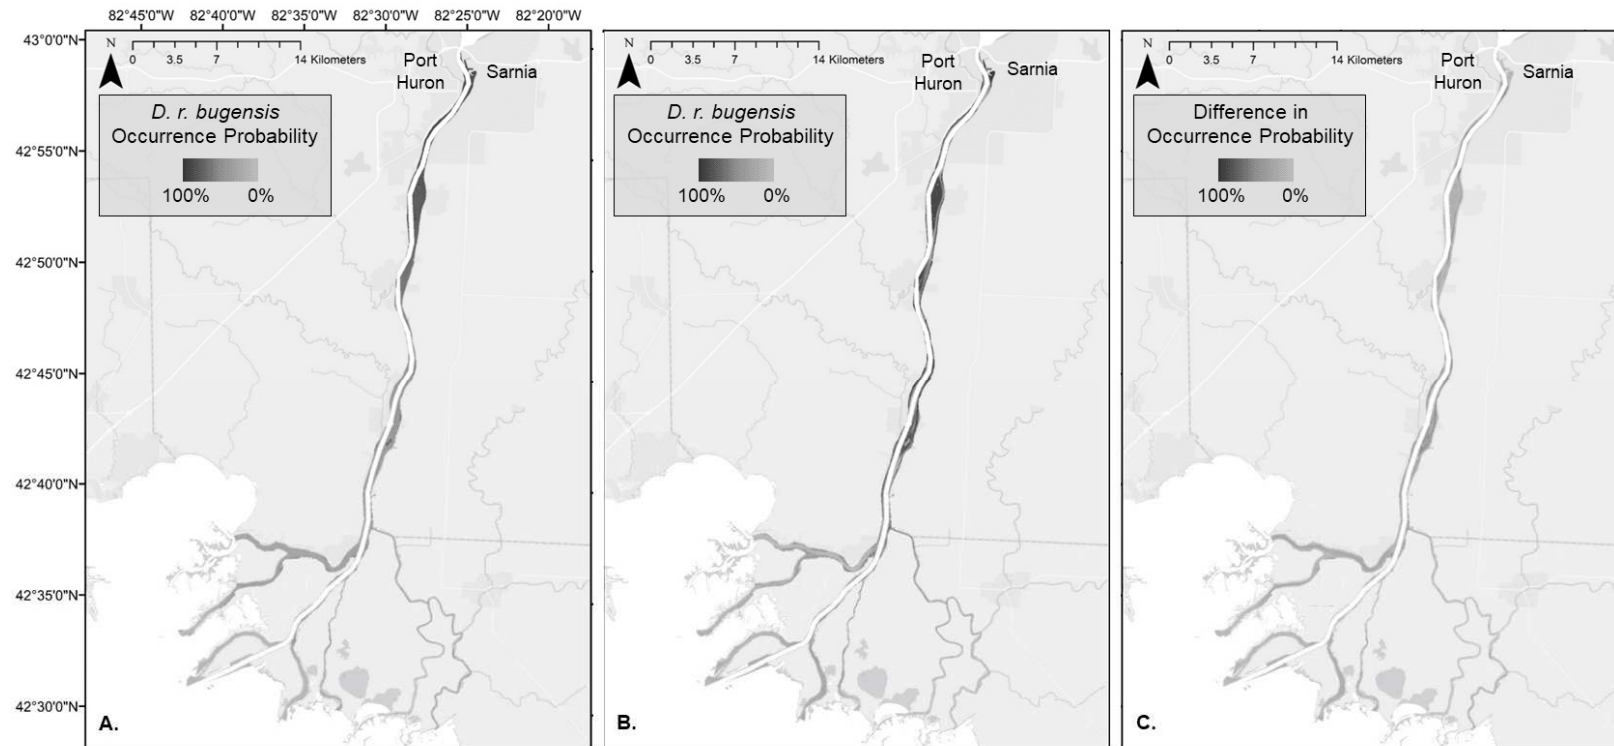 82°45'0"W 82°40'0"W 82°35'0"W 82°30'0"W 82°25'0"W 82°20'0"W
43°0'0"N
42°55'0"N
42°50'0"N
42°45'0"N
42°40'0"N
42°35'0"N
42°30'0"N
N
0 3.5 7 14 Kilometers
Port
Huron
Sarnia
D. r. bugensis
Occurrence Probability
100% 0%
A.
N
0 3.5 7 14 Kilometers
Port
Huron
Sarnia
D. r. bugensis
Occurrence Probability
100% 0%
B.
N
0 3.5 7 14 Kilometers
Port
Huron
Sarnia
Difference in
Occurrence Probability
100% 0%
C.